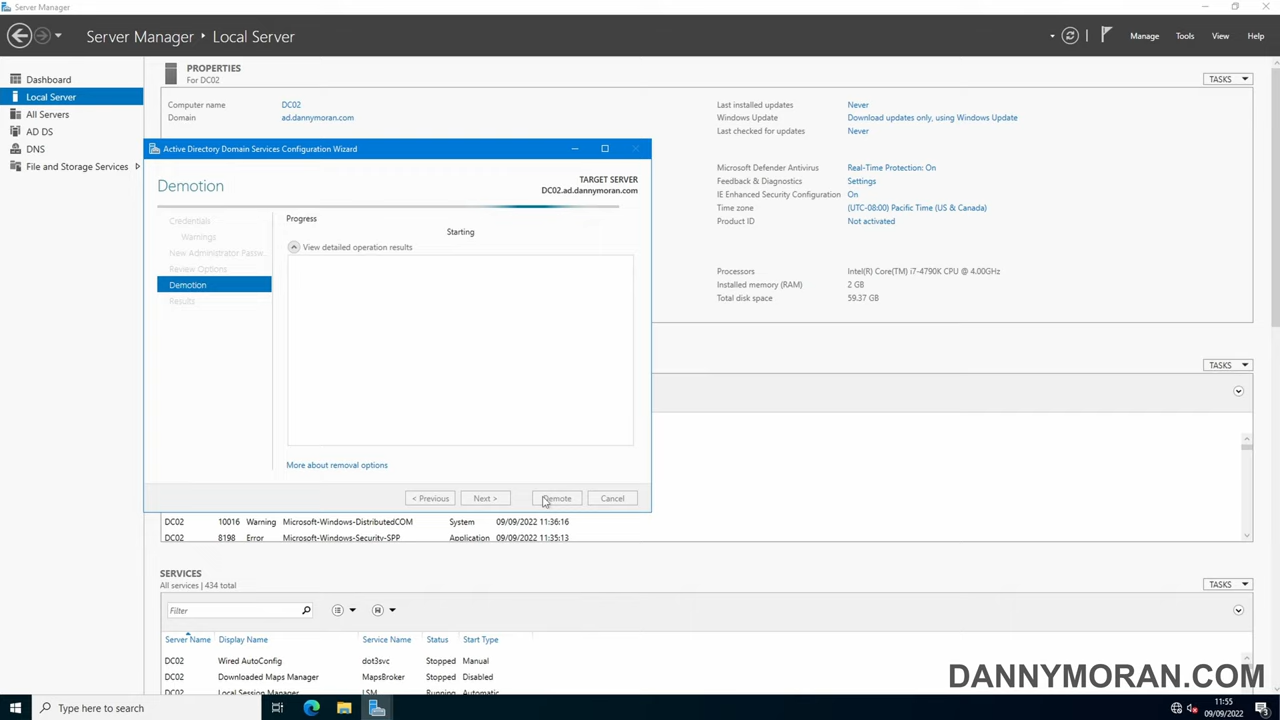 Server Manager
Server Manager • Local Server
Manage Tools View Help
Dashboard
Local Server
All Servers
AD DS
DNS
File and Storage Services
PROPERTIES
For DC02
TASKS
Computer name DC02
Domain ad.dannymoran.com
Last installed updates Never
Windows Update Download updates only, using Windows Update
Last checked for updates Never
Microsoft Defender Antivirus Real-Time Protection: On
Feedback & Diagnostics Settings
IE Enhanced Security Configuration On
Time zone (UTC-08:00) Pacific Time (US & Canada)
Product ID Not activated
Processors Intel(R) Core(TM) i7-4790K CPU @ 4.00GHz
Installed memory (RAM) 2 GB
Total disk space 59.37 GB
Active Directory Domain Services Configuration Wizard
Demotion
TARGET SERVER
DC02.ad.dannymoran.com
Credentials
Warnings
New Administrator Passw...
Review Options
Demotion
Results
Progress
Starting
View detailed operation results
More about removal options
< Previous Next > Demote Cancel
TASKS
DC02 10016 Warning Microsoft-Windows-DistributedCOM System 09/09/2022 11:36:16
DC02 8198 Error Microsoft-Windows-Security-SPP Application 09/09/2022 11:35:13
SERVICES
All services | 434 total
TASKS
Filter
Server Name Display Name Service Name Status Start Type
DC02 Wired AutoConfig dot3svc Stopped Manual
DC02 Downloaded Maps Manager MapsBroker Stopped Disabled
DC02 Local Session Manager LSM Running Automatic
DANNYMORAN.COM
Type here to search
11:55
09/09/2022
3